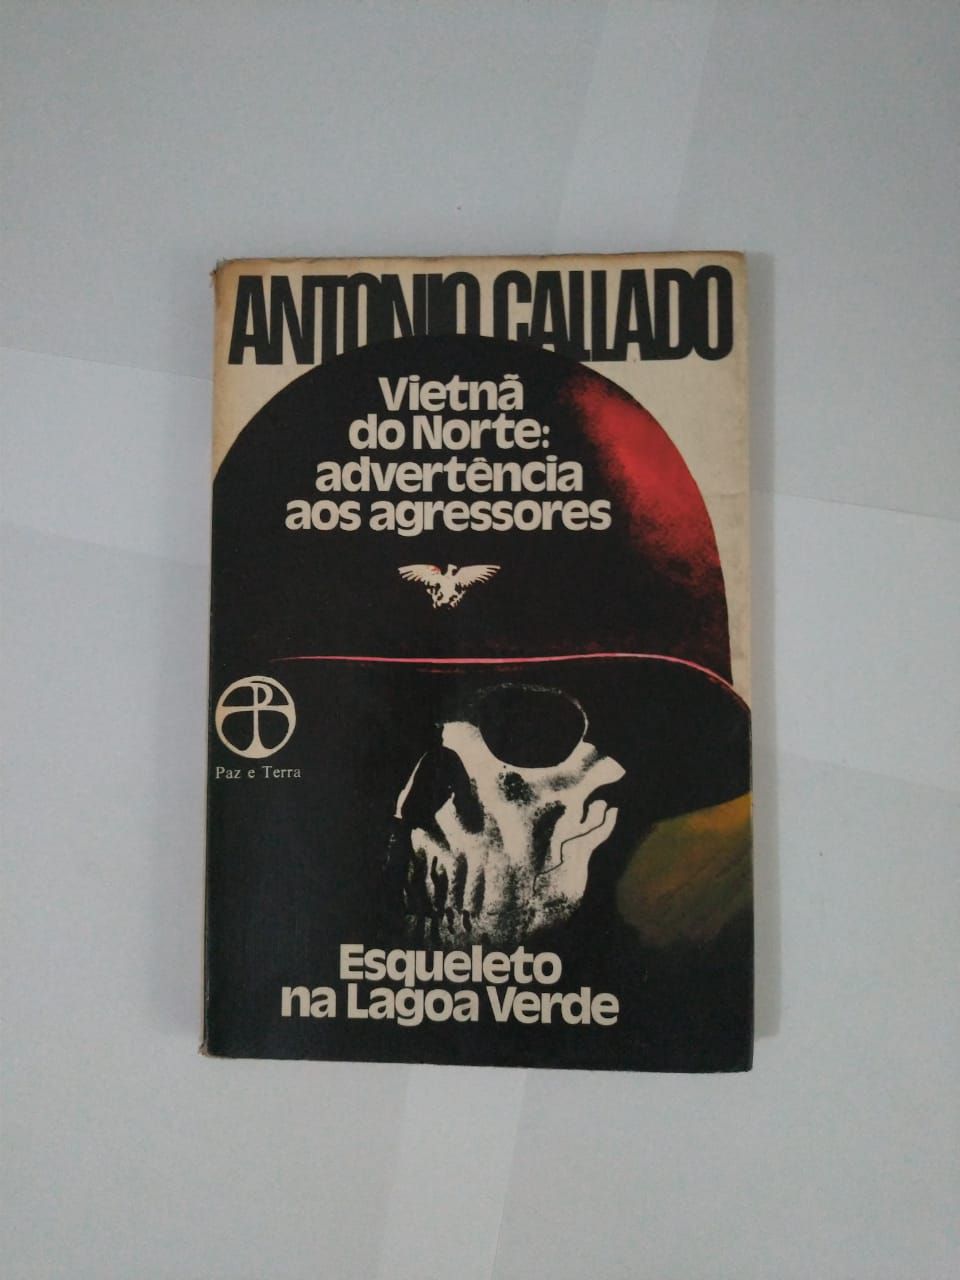 ANTONIO CALLADO
Vietnã
do Norte:
advertência
aos agressores
Paz e Terra
Esqueleto
na Lagoa Verde